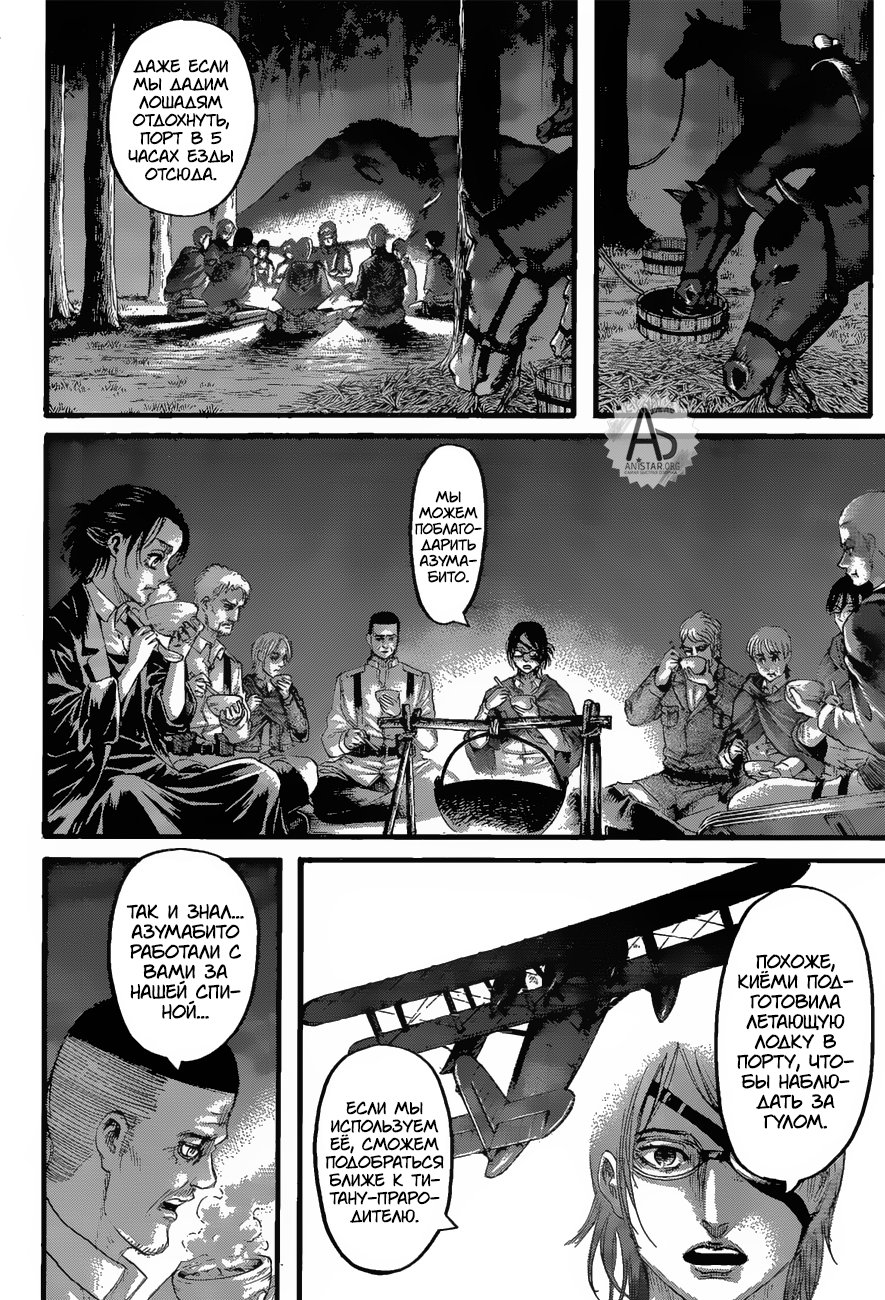 ДАЖЕ ЕСЛИ
МЫ ДАДИМ
ЛОШАДЯМ
ОТДОХНУТЬ,
ПОРТ В 5
ЧАСАХ ЕЗДЫ
ОТСЮДА.
ANISTAR.ORG
МЫ
МОЖЕМ
ПОБЛАГО-
ДАРИТЬ
АЗУМА-
БИТО.
ТАК И ЗНАЛ...
АЗУМАБИТО
РАБОТАЛИ С
ВАМИ ЗА
НАШЕЙ СПИ-
НОЙ...
ПОХОЖЕ,
КИЁМИ ПОД-
ГОТОВИЛА
ЛЕТАЮЩУЮ
ЛОДКУ В
ПОРТУ, ЧТО-
БЫ НАБЛЮ-
ДАТЬ ЗА
ГУЛОМ.
ЕСЛИ МЫ
ИСПОЛЬЗУЕМ
ЕЁ, СМОЖЕМ
ПОДОБРАТЬСЯ
БЛИЖЕ К ТИ-
ТАНУ-ПРАРО-
ДИТЕЛЮ.